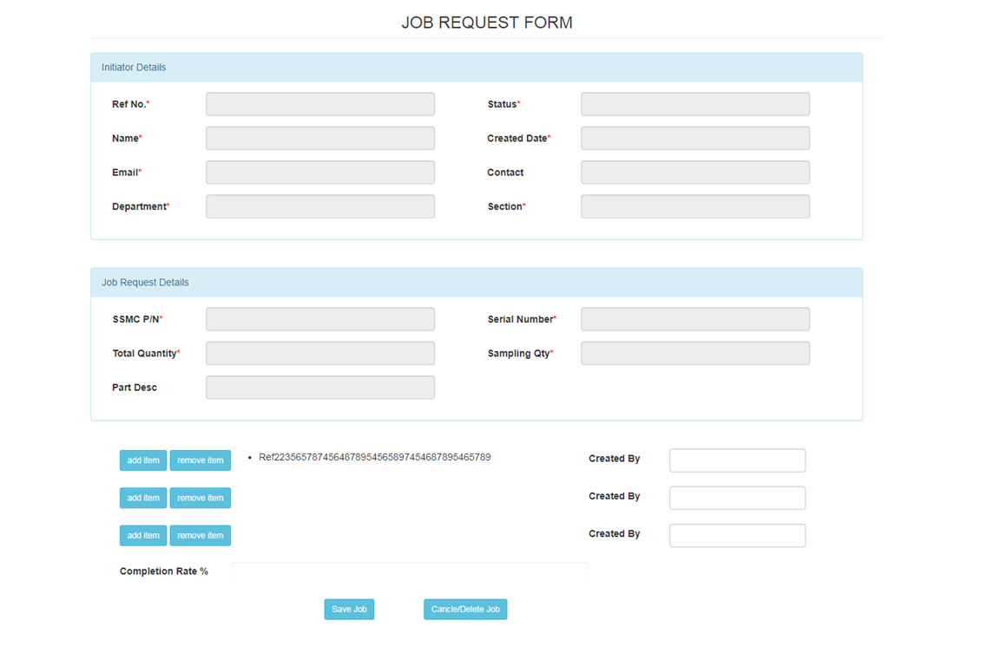 JOB REQUEST FORM
Initiator Details
Ref No.* Status*
Name* Created Date*
Email* Contact
Department* Section*
Job Request Details
SSMC P/N* Serial Number*
Total Quantity* Sampling Qty*
Part Desc
add item remove item • Ref2235657874564878954565897454687895465789 Created By
add item remove item Created By
add item remove item Created By
Completion Rate %
Save Job Cancle/Delete Job